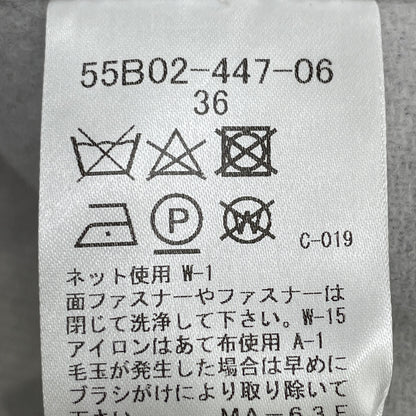 55B02-447-06
36
P
W
C-019
ネット使用 W-1
面ファスナーやファスナーは
閉じて洗浄して下さい。W-15
アイロンはあて布使用 A-1
毛玉が発生した場合は早めに
ブラシがけにより取り除いて